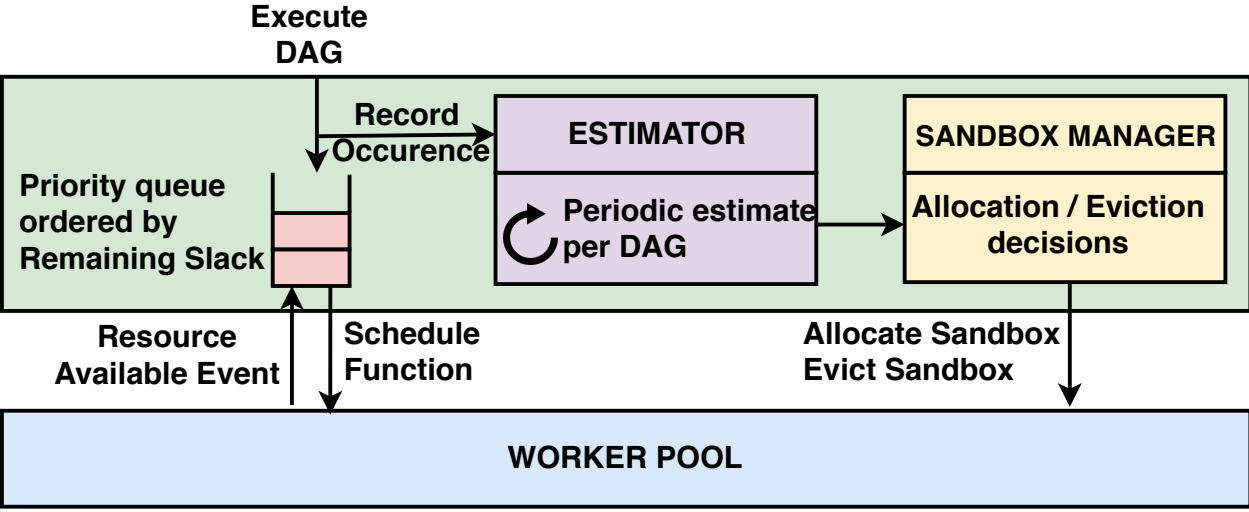 Execute
DAG
Record
Occurence
ESTIMATOR
SANDBOX MANAGER
Priority queue
ordered by
Remaining Slack
Periodic estimate
per DAG
Allocation / Eviction
decisions
Resource
Available Event
Schedule
Function
Allocate Sandbox
Evict Sandbox
WORKER POOL